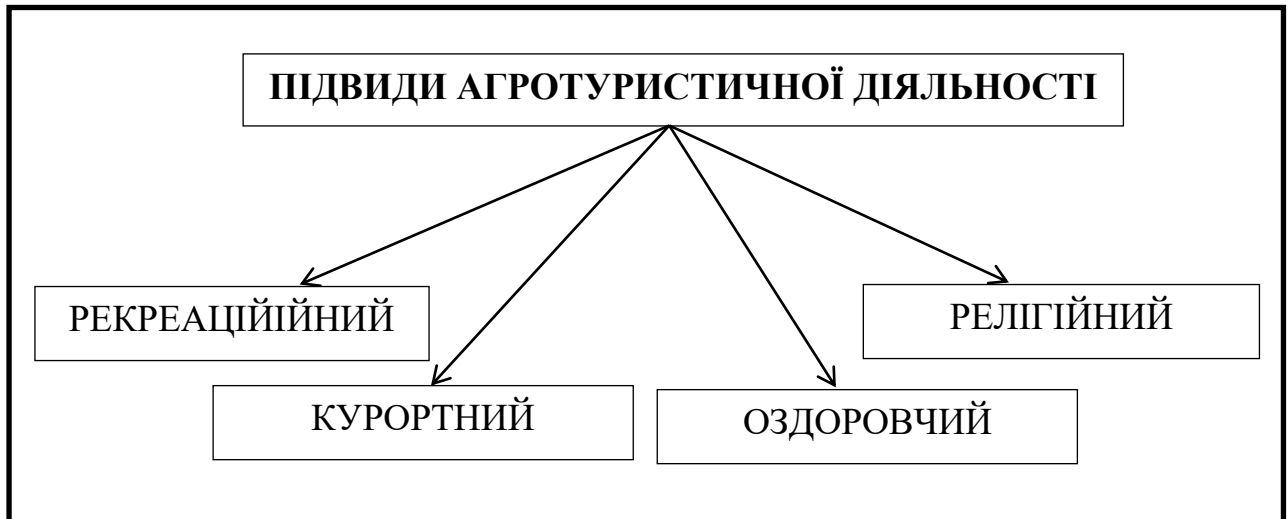 ПІДВИДИ АГРОТУРИСТИЧНОЇ ДІЯЛЬНОСТІ
РЕКРЕАЦІЙІЙНИЙ
РЕЛІГІЙНИЙ
КУРОРТНИЙ
ОЗДОРОВЧИЙ